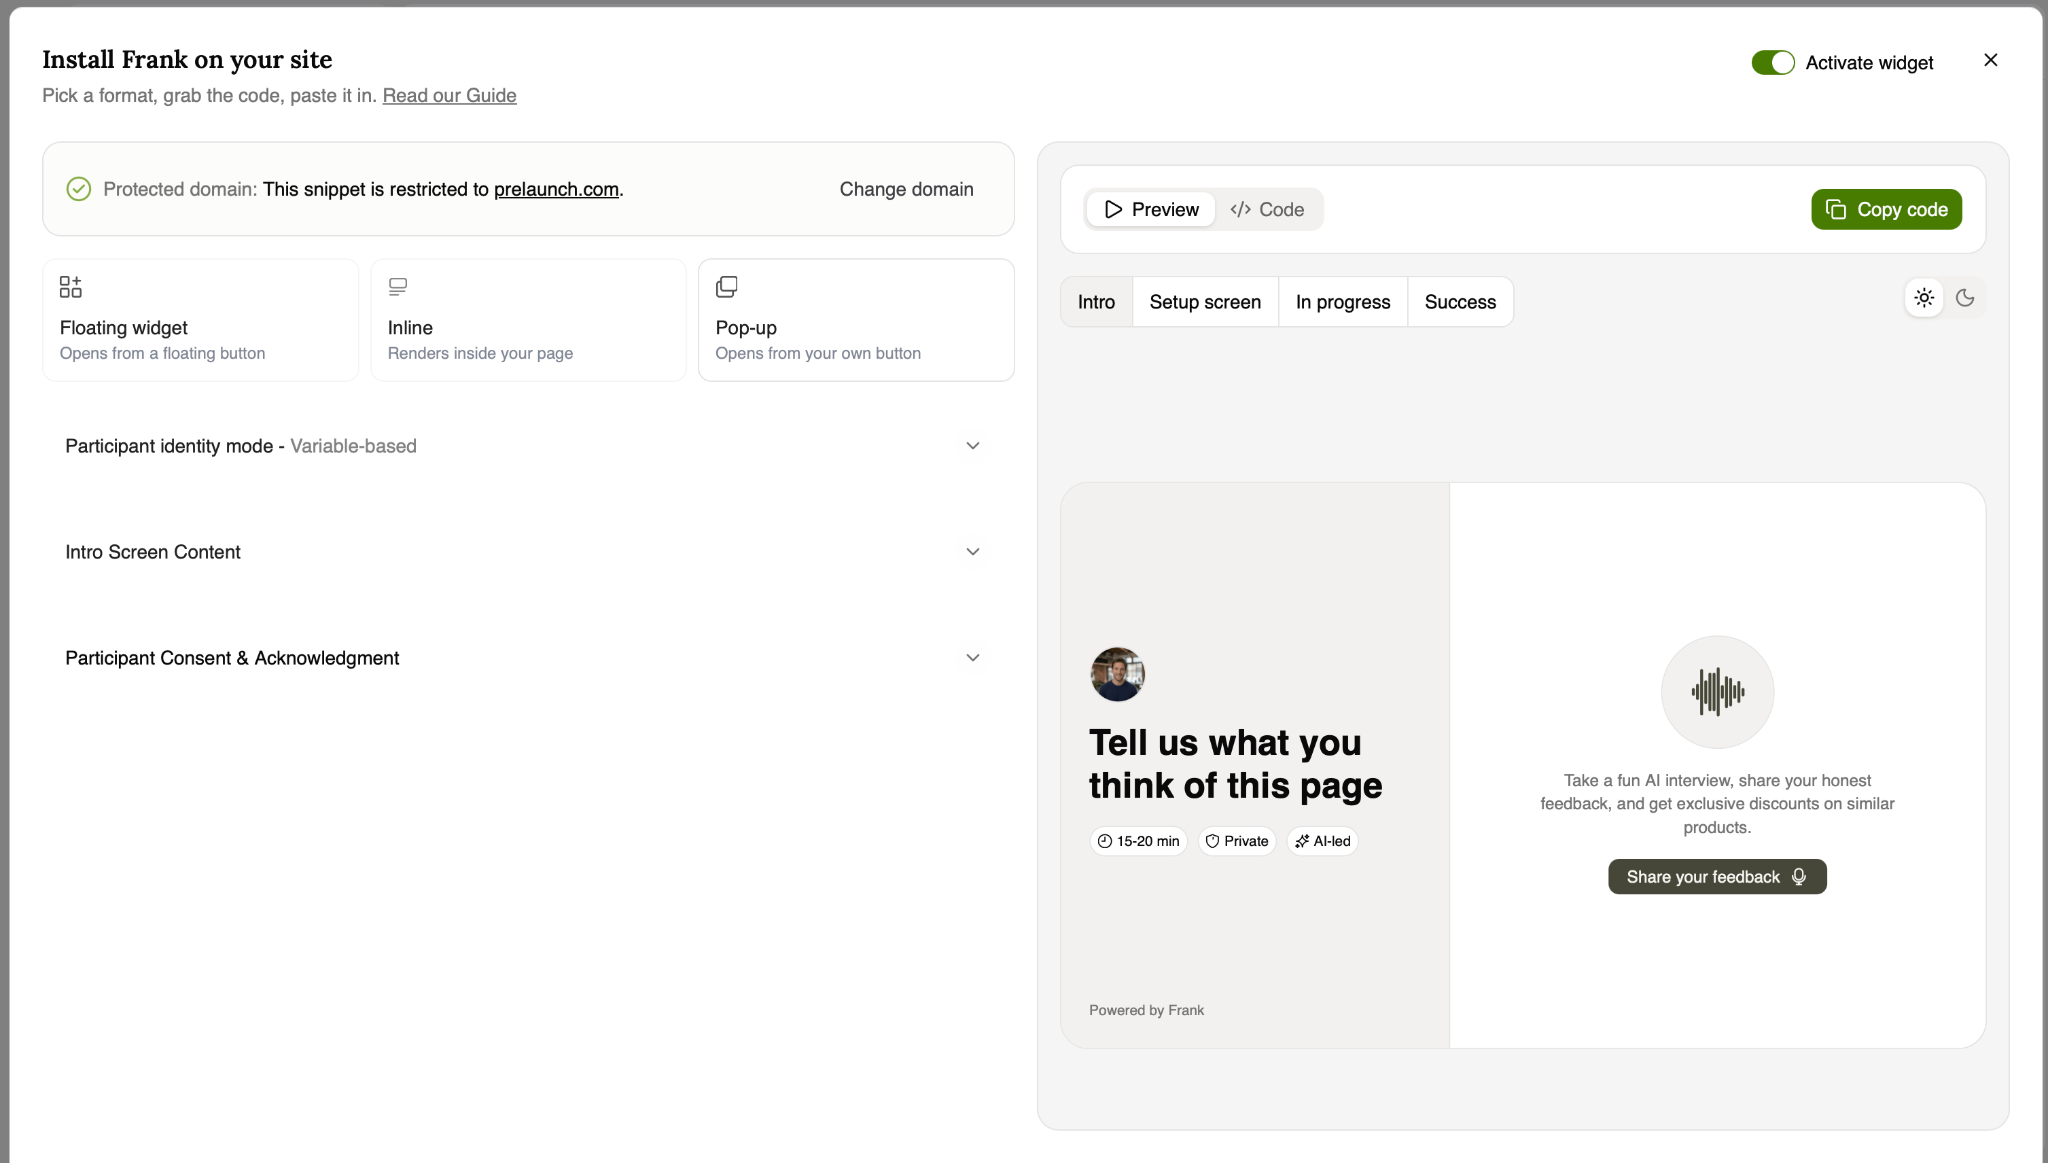 Install Frank on your site
Activate widget
Pick a format, grab the code, paste it in. Read our Guide
Protected domain: This snippet is restricted to prelaunch.com.
Change domain
Floating widget
Opens from a floating button
Inline
Renders inside your page
Pop-up
Opens from your own button
Participant identity mode - Variable-based
Intro Screen Content
Participant Consent & Acknowledgment
Preview
</> Code
Copy code
Intro
Setup screen
In progress
Success
Tell us what you
think of this page
15-20 min
Private
AI-led
Powered by Frank
Take a fun AI interview, share your honest
feedback, and get exclusive discounts on similar
products.
Share your feedback